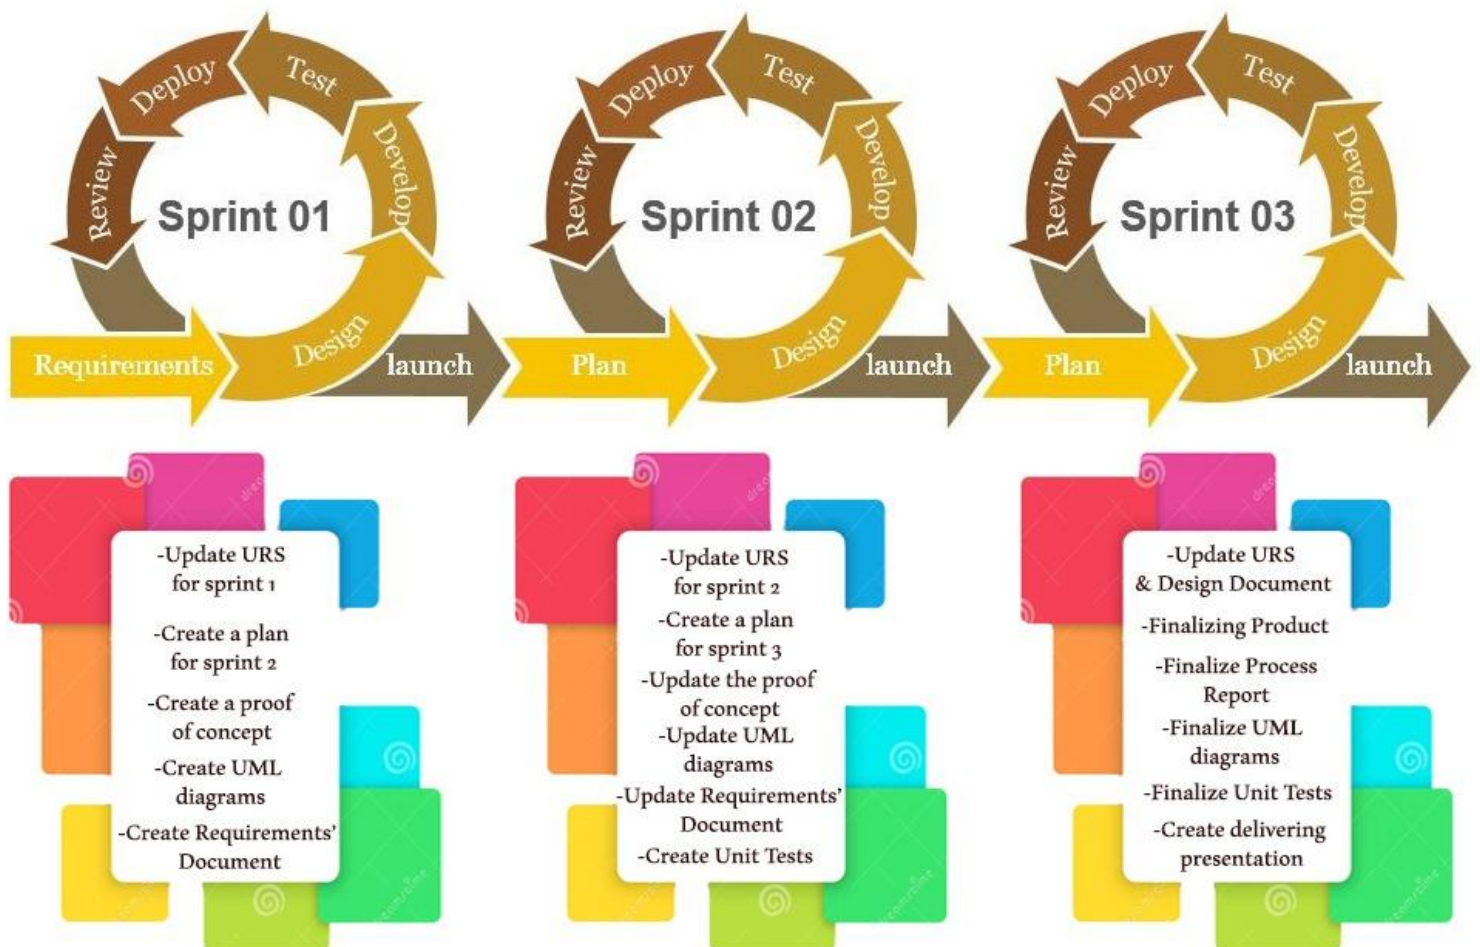 Deploy
Test
Review
Develop
Sprint 01
Requirements
Design
launch
Deploy
Test
Review
Develop
Sprint 02
Plan
Design
launch
Deploy
Test
Review
Develop
Sprint 03
Plan
Design
launch
-Update URS
for sprint 1
-Create a plan
for sprint 2
-Create a proof
of concept
-Create UML
diagrams
-Create Requirements'
Document
-Update URS
for sprint 2
-Create a plan
for sprint 3
-Update the proof
of concept
-Update UML
diagrams
-Update Requirements'
Document
-Create Unit Tests
-Update URS
& Design Document
-Finalizing Product
-Finalize Process
Report
-Finalize UML
diagrams
-Finalize Unit Tests
-Create delivering
presentation